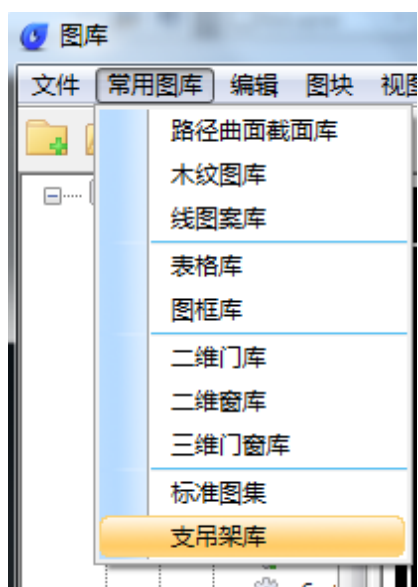 图库
文件 常用图库 编辑 图块 视图
路径曲面截面库
木纹图库
线图案库
表格库
图框库
二维门库
二维窗库
三维门窗库
标准图集
支吊架库